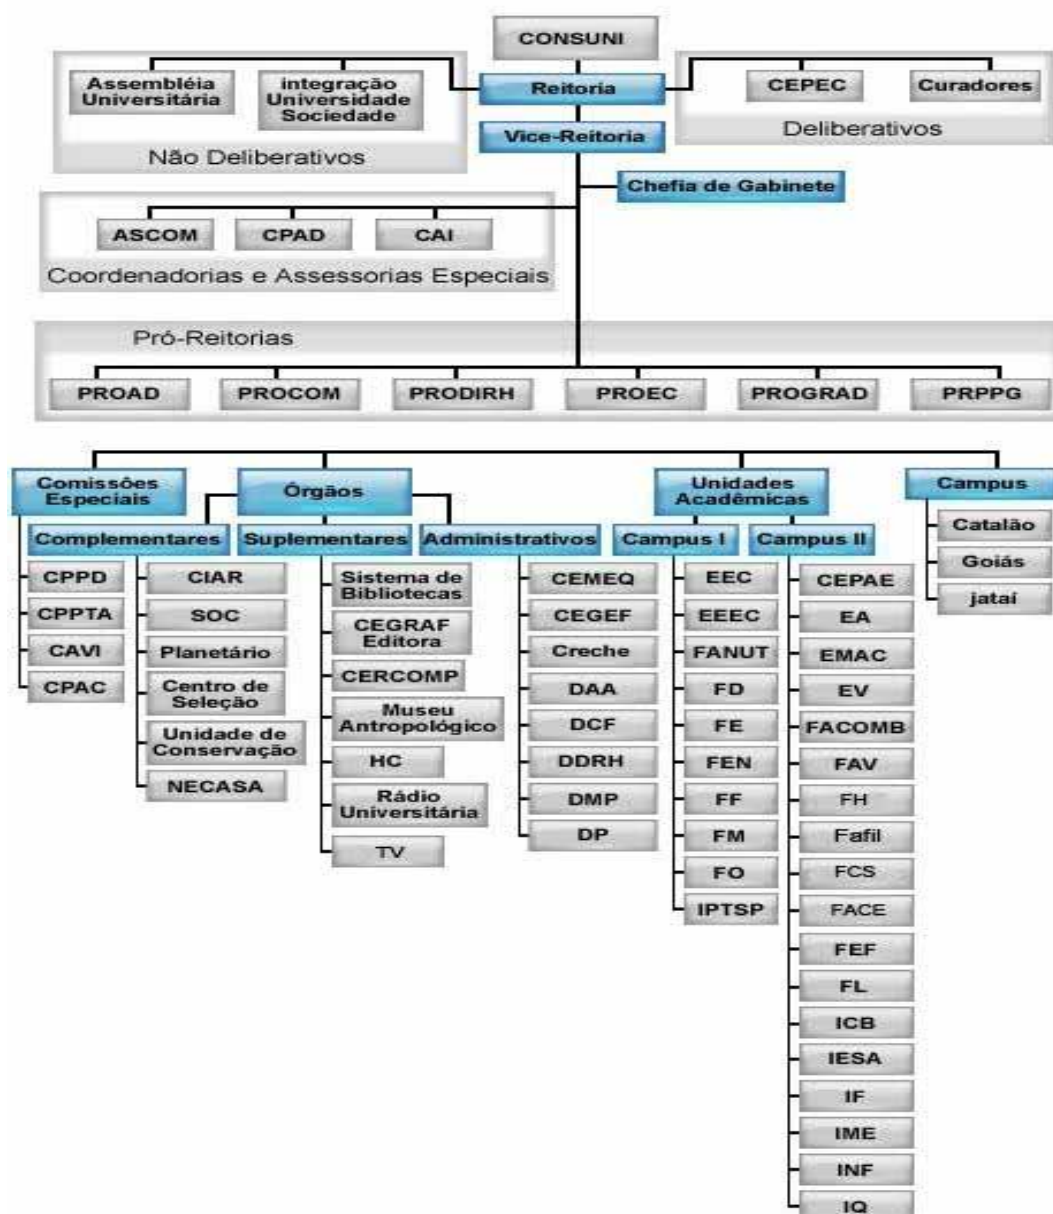 CONSUNI
Assembléia
Universitária
integração
Universidade
Sociedade
Reitoria
CEPEC
Curadores
Vice-Reitoria
Deliberativos
Não Deliberativos
Chefia de Gabinete
ASCOM
CPAD
CAI
Coordenadorias e Assessorias Especiais
Pró-Reitorias
PROAD
PROCOM
PRODIRH
PROEC
PROGRAD
PRPPG
Comissões
Especiais
Órgãos
Unidades
Acadêmicas
Campus
Complementares
Suplementares
Administrativos
Campus I
Campus II
CPPD
CPPTA
CAVI
CPAC
CIAR
SOC
Planetário
Centro de
Seleção
Unidade de
Conservação
NECASA
Sistema de
Bibliotecas
CEGRAF
Editora
CERCOMP
Museu
Antropológico
HC
Rádio
Universitária
TV
CEMEQ
CEGEF
Creche
DAA
DCF
DDRH
DMP
DP
EEC
EEEC
FANUT
FD
FE
FEN
FF
FM
FO
IPTSP
CEPAE
EA
EMAC
EV
FACOMB
FAV
FH
Fafil
FCS
FACE
FEF
FL
ICB
IESA
IF
IME
INF
IQ
Catalão
Goiás
jataí